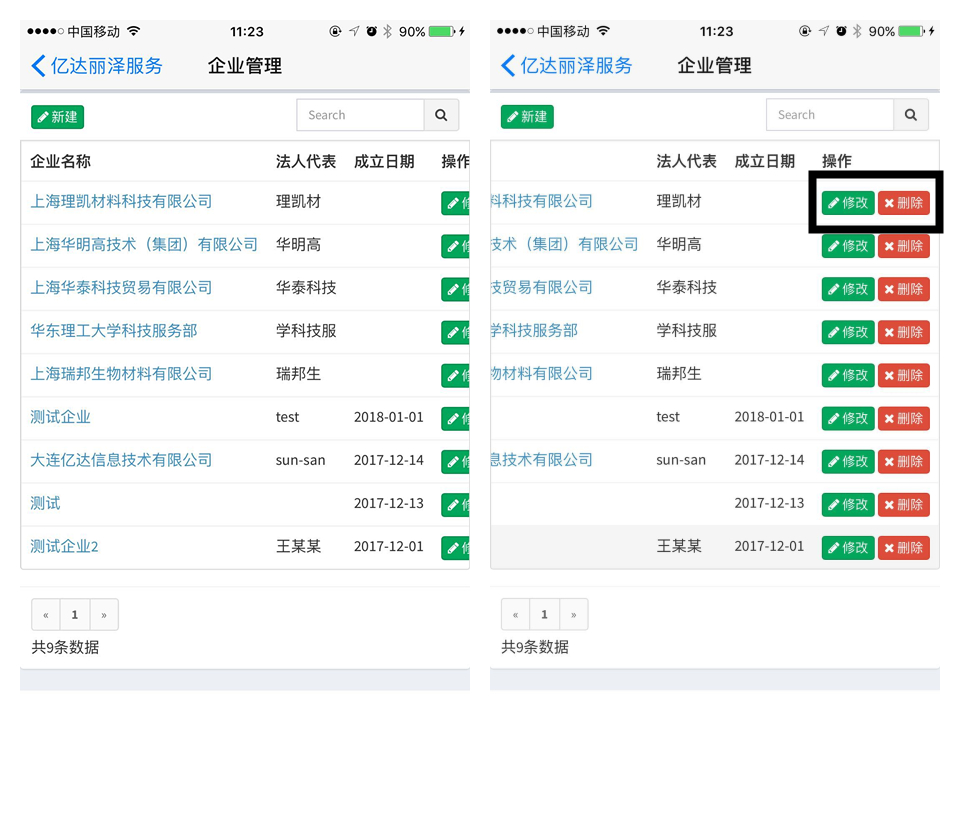 中国移动 11:23 90%
亿达丽泽服务 企业管理
新建 Search
企业名称 法人代表 成立日期 操作
上海理凯材料科技有限公司 理凯材 修
上海华明高技术（集团）有限公司 华明高 修
上海华泰科技贸易有限公司 华泰科技 修
华东理工大学科技服务部 学科技服 修
上海瑞邦生物材料有限公司 瑞邦生 修
测试企业 test 2018-01-01 修
大连亿达信息技术有限公司 sun-san 2017-12-14 修
测试 2017-12-13 修
测试企业2 王某某 2017-12-01 修
« 1 »
共9条数据
中国移动 11:23 90%
亿达丽泽服务 企业管理
新建 Search
法人代表 成立日期 操作
料科技有限公司 理凯材 修改 删除
技术（集团）有限公司 华明高 修改 删除
技贸易有限公司 华泰科技 修改 删除
学科技服务部 学科技服 修改 删除
物材料有限公司 瑞邦生 修改 删除
test 2018-01-01 修改 删除
息技术有限公司 sun-san 2017-12-14 修改 删除
2017-12-13 修改 删除
王某某 2017-12-01 修改 删除
« 1 »
共9条数据